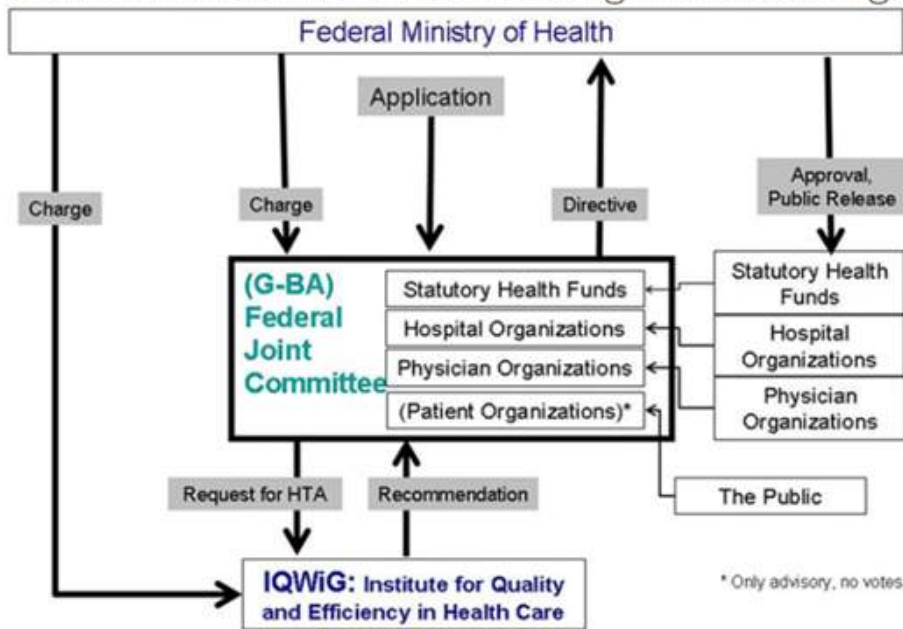 Federal Ministry of Health
Application
Charge
Charge
Directive
Approval,
Public Release
(G-BA)
Federal
Joint
Committee
Statutory Health Funds
Hospital Organizations
Physician Organizations
(Patient Organizations)*
Statutory Health
Funds
Hospital
Organizations
Physician
Organizations
Request for HTA
Recommendation
The Public
IQWiG: Institute for Quality
and Efficiency in Health Care
* Only advisory, no votes